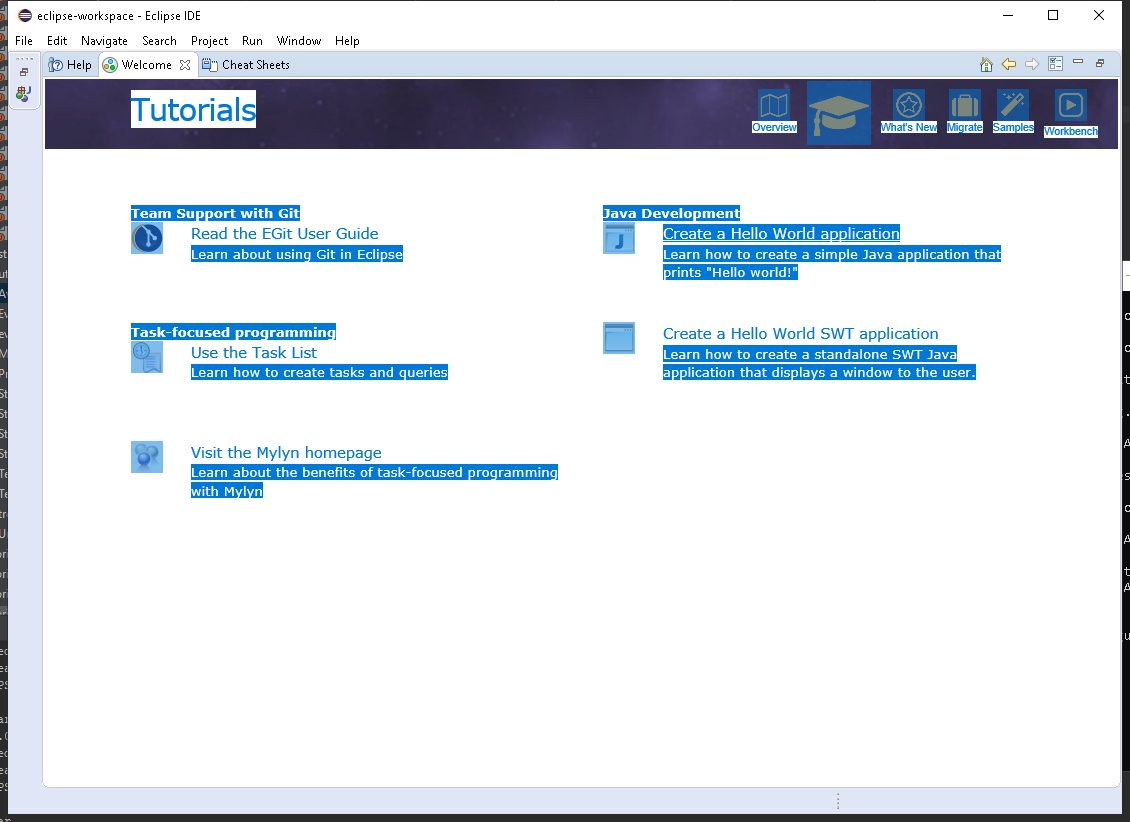 eclipse-workspace - Eclipse IDE
File Edit Navigate Search Project Run Window Help
Help Welcome Cheat Sheets
Tutorials
Overview
What's New
Migrate
Samples
Workbench
Team Support with Git
Read the EGit User Guide
Learn about using Git in Eclipse
Task-focused programming
Use the Task List
Learn how to create tasks and queries
Visit the Mylyn homepage
Learn about the benefits of task-focused programming
with Mylyn
Java Development
Create a Hello World application
Learn how to create a simple Java application that
prints "Hello world!"
Create a Hello World SWT application
Learn how to create a standalone SWT Java
application that displays a window to the user.